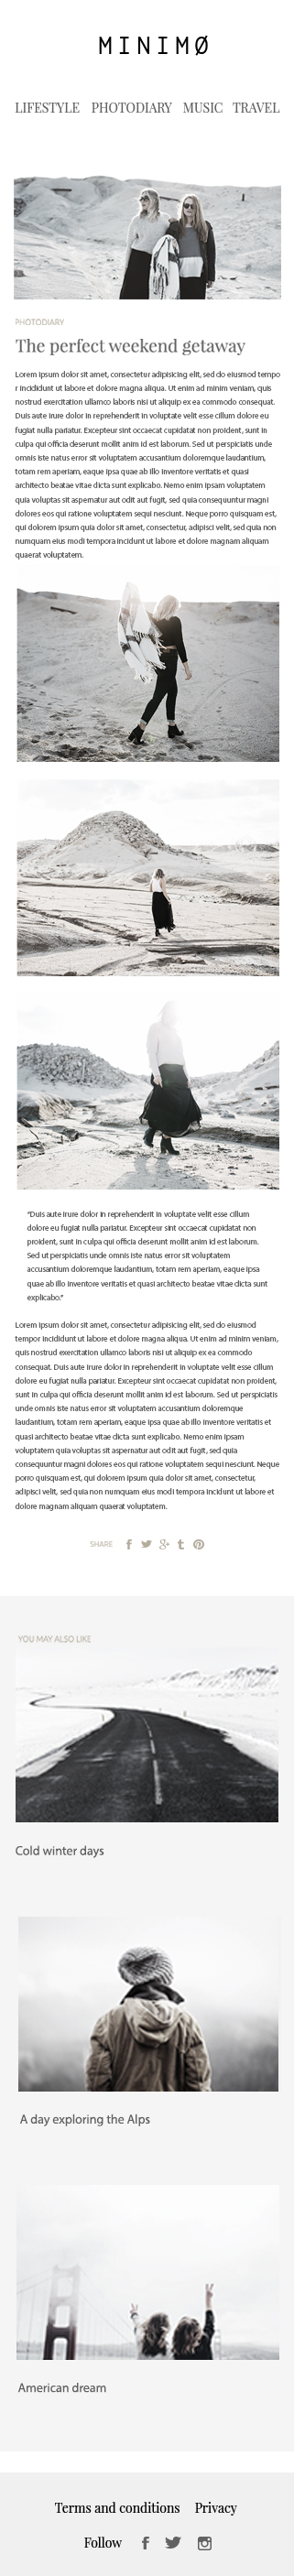 MINIMØ
LIFESTYLE PHOTODIARY MUSIC TRAVEL
PHOTODIARY
The perfect weekend getaway
Lorem ipsum dolor sit amet, consectetur adipisicing elit, sed do eiusmod tempo
r incididunt ut labore et dolore magna aliqua. Ut enim ad minim veniam, quis
nostrud exercitation ullamco laboris nisi ut aliquip ex ea commodo consequat.
Duis aute irure dolor in reprehenderit in voluptate velit esse cillum dolore eu
fugiat nulla pariatur. Excepteur sint occaecat cupidatat non proident, sunt in
culpa qui officia deserunt mollit anim id est laborum. Sed ut perspiciatis unde
omnis iste natus error sit voluptatem accusantium doloremque laudantium,
totam rem aperiam, eaque ipsa quae ab illo inventore veritatis et quasi
architecto beatae vitae dicta sunt explicabo. Nemo enim ipsam voluptatem
quia voluptas sit aspernatur aut odit aut fugit, sed quia consequuntur magni
dolores eos qui ratione voluptatem sequi nesciunt. Neque porro quisquam est,
qui dolorem ipsum quia dolor sit amet, consectetur, adipisci velit, sed quia non
numquam eius modi tempora incidunt ut labore et dolore magnam aliquam
quaerat voluptatem.
“Duis aute irure dolor in reprehenderit in voluptate velit esse cillum
dolore eu fugiat nulla pariatur. Excepteur sint occaecat cupidatat non
proident, sunt in culpa qui officia deserunt mollit anim id est laborum.
Sed ut perspiciatis unde omnis iste natus error sit voluptatem
accusantium doloremque laudantium, totam rem aperiam, eaque ipsa
quae ab illo inventore veritatis et quasi architecto beatae vitae dicta sunt
explicabo.”
Lorem ipsum dolor sit amet, consectetur adipisicing elit, sed do eiusmod
tempor incididunt ut labore et dolore magna aliqua. Ut enim ad minim veniam,
quis nostrud exercitation ullamco laboris nisi ut aliquip ex ea commodo
consequat. Duis aute irure dolor in reprehenderit in voluptate velit esse cillum
dolore eu fugiat nulla pariatur. Excepteur sint occaecat cupidatat non proident,
sunt in culpa qui officia deserunt mollit anim id est laborum. Sed ut perspiciatis
unde omnis iste natus error sit voluptatem accusantium doloremque
laudantium, totam rem aperiam, eaque ipsa quae ab illo inventore veritatis et
quasi architecto beatae vitae dicta sunt explicabo. Nemo enim ipsam
voluptatem quia voluptas sit aspernatur aut odit aut fugit, sed quia
consequuntur magni dolores eos qui ratione voluptatem sequi nesciunt. Neque
porro quisquam est, qui dolorem ipsum quia dolor sit amet, consectetur,
adipisci velit, sed quia non numquam eius modi tempora incidunt ut labore et
dolore magnam aliquam quaerat voluptatem.
SHARE
YOU MAY ALSO LIKE
Cold winter days
A day exploring the Alps
American dream
Terms and conditions Privacy
Follow